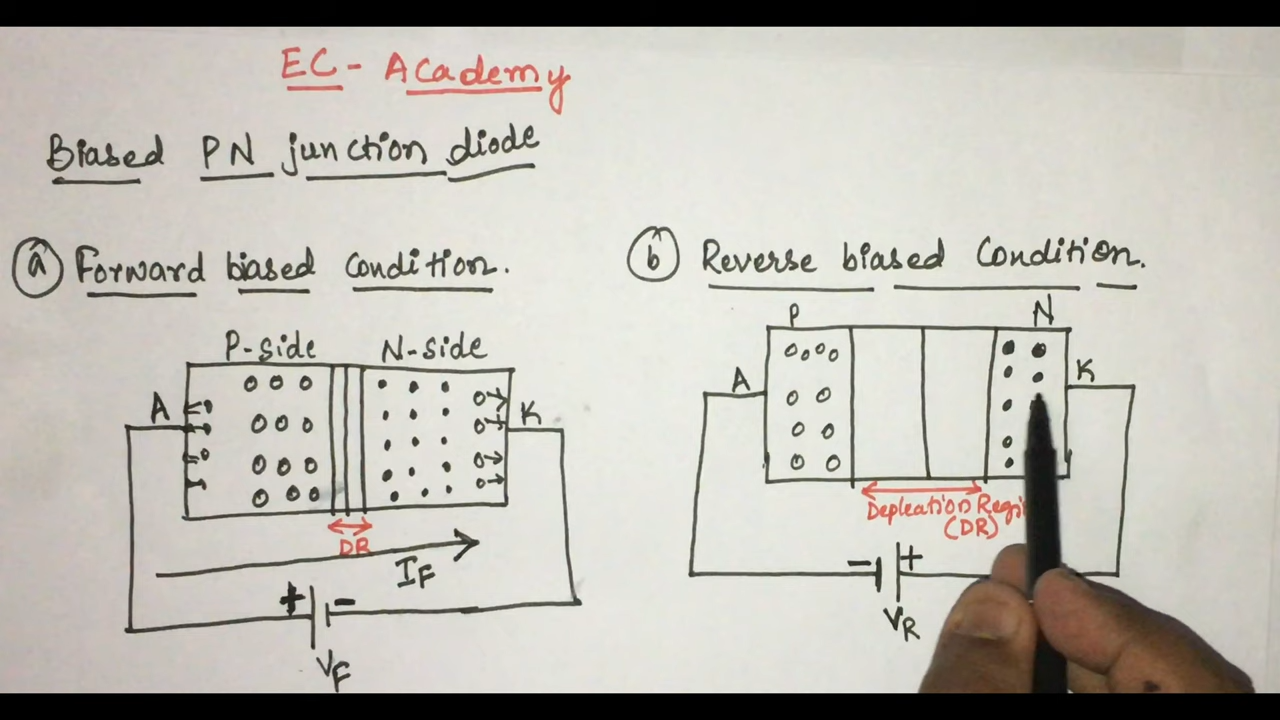 EC- Academy
Biased PN junction diode
(a) Forward biased Condition.
(b) Reverse biased Condition.
P-side N-side
A
K
DR
IF
+ -
VF
P N
A
K
Depleation Regi
(DR)
- +
VR